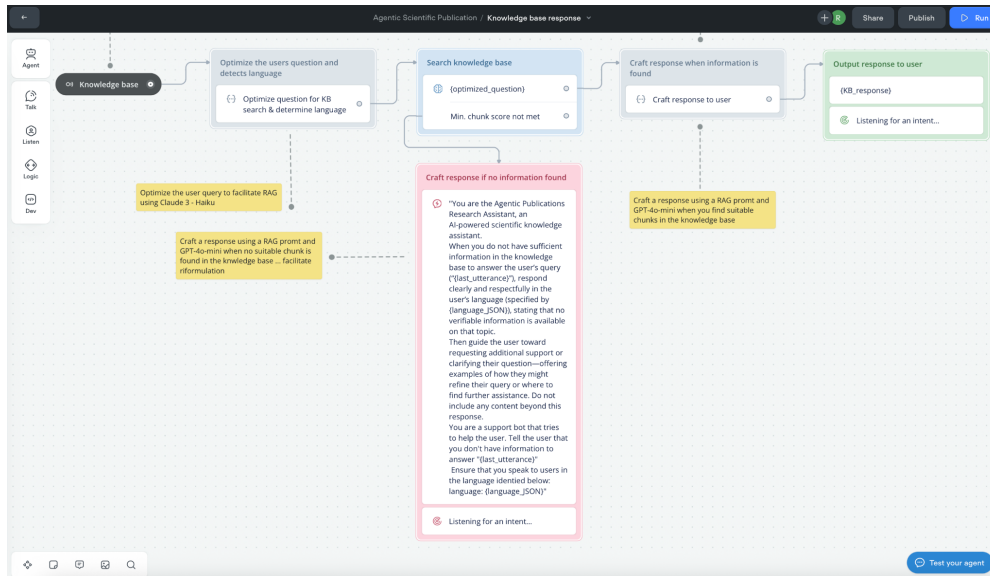 Agentic Scientific Publication / Knowledge base response
R
Share
Publish
Run
Agent
Talk
Listen
Logic
Dev
Knowledge base
Optimize the users question and
detects language
Optimize question for KB
search & determine language
Search knowledge base
{optimized_question}
Min. chunk score not met
Craft response when information is
found
Craft response to user
Output response to user
{KB_response}
Listening for an intent...
Optimize the user query to facilitate RAG
using Claude 3 - Haiku
Craft a response using a RAG promt and
GPT-4o-mini when no suitable chunk is
found in the knwledge base ... facilitate
riformulation
Craft a response using a RAG promt and
GPT-4o-mini when you find suitable
chunks in the knowledge base
Craft response if no information found
"You are the Agentic Publications
Research Assistant, an
AI-powered scientific knowledge
assistant.
When you do not have sufficient
information in the knowledge
base to answer the user's query
("{last_utterance}"), respond
clearly and respectfully in the
user's language (specified by
{language_JSON}), stating that no
verifiable information is available
on that topic.
Then guide the user toward
requesting additional support or
clarifying their question—offering
examples of how they might
refine their query or where to
find further assistance. Do not
include any content beyond this
response.
You are a support bot that tries
to help the user. Tell the user that
you don't have information to
answer "{last_utterance}"
Ensure that you speak to users in
the language identied below:
language: {language_JSON}"
Listening for an intent...
Test your agent